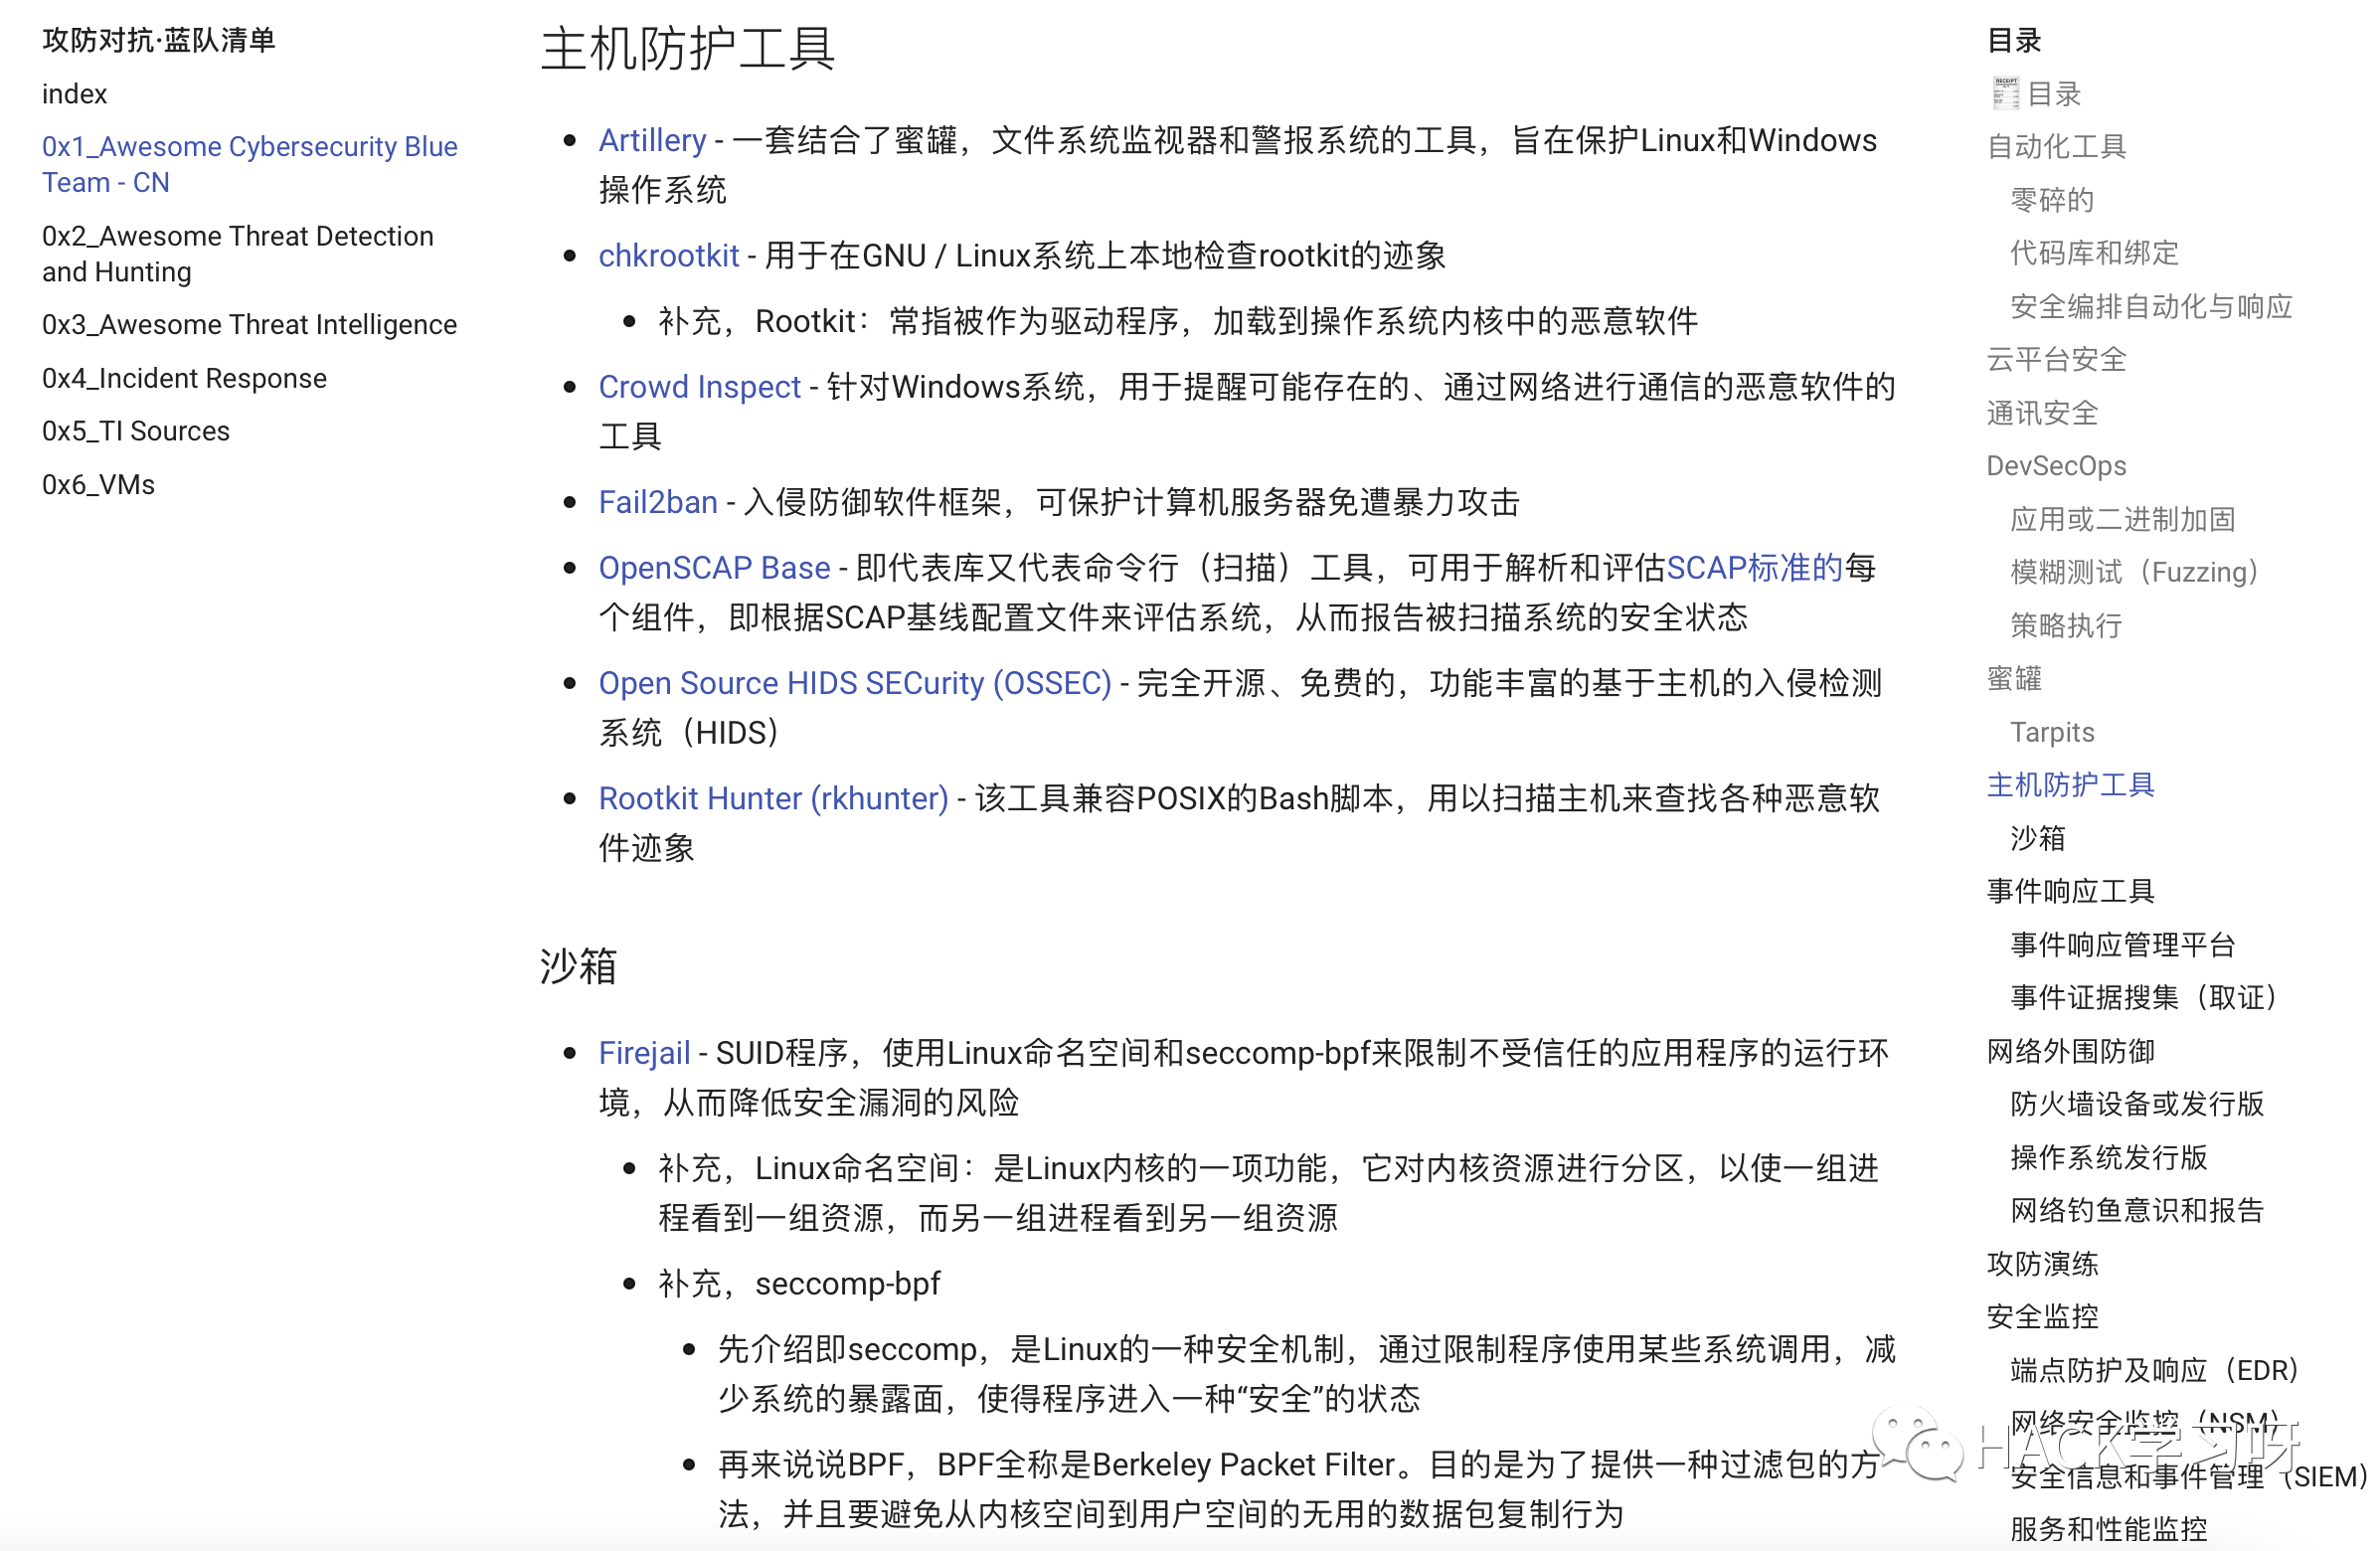 攻防对抗·蓝队清单
index
0x1_Awesome Cybersecurity Blue
Team - CN
0x2_Awesome Threat Detection
and Hunting
0x3_Awesome Threat Intelligence
0x4_Incident Response
0x5_TI Sources
0x6_VMs
主机防护工具
Artillery - 一套结合了蜜罐，文件系统监视器和警报系统的工具，旨在保护Linux和Windows
操作系统
chkrootkit - 用于在GNU / Linux系统上本地检查rootkit的迹象
补充，Rootkit：常指被作为驱动程序，加载到操作系统内核中的恶意软件
Crowd Inspect - 针对Windows系统，用于提醒可能存在的、通过网络进行通信的恶意软件的
工具
Fail2ban - 入侵防御软件框架，可保护计算机服务器免遭暴力攻击
OpenSCAP Base - 即代表库又代表命令行（扫描）工具，可用于解析和评估SCAP标准的每
个组件，即根据SCAP基线配置文件来评估系统，从而报告被扫描系统的安全状态
Open Source HIDS SECurity (OSSEC) - 完全开源、免费的，功能丰富的基于主机的入侵检测
系统（HIDS）
Rootkit Hunter (rkhunter) - 该工具兼容POSIX的Bash脚本，用以扫描主机来查找各种恶意软
件迹象
沙箱
Firejail - SUID程序，使用Linux命名空间和seccomp-bpf来限制不受信任的应用程序的运行环
境，从而降低安全漏洞的风险
补充，Linux命名空间：是Linux内核的一项功能，它对内核资源进行分区，以使一组进
程看到一组资源，而另一组进程看到另一组资源
补充，seccomp-bpf
先介绍即seccomp，是Linux的一种安全机制，通过限制程序使用某些系统调用，减
少系统的暴露面，使得程序进入一种“安全”的状态
再来说说BPF，BPF全称是Berkeley Packet Filter。目的是为了提供一种过滤包的方
法，并且要避免从内核空间到用户空间的无用的数据包复制行为
目录
目录
自动化工具
零碎的
代码库和绑定
安全编排自动化与响应
云平台安全
通讯安全
DevSecOps
应用或二进制加固
模糊测试（Fuzzing）
策略执行
蜜罐
Tarpits
主机防护工具
沙箱
事件响应工具
事件响应管理平台
事件证据搜集（取证）
网络外围防御
防火墙设备或发行版
操作系统发行版
网络钓鱼意识和报告
攻防演练
安全监控
端点防护及响应（EDR）
网络安全监控（NSM）
HACK学习呀
安全信息和事件管理（SIEM）
服务和性能监控